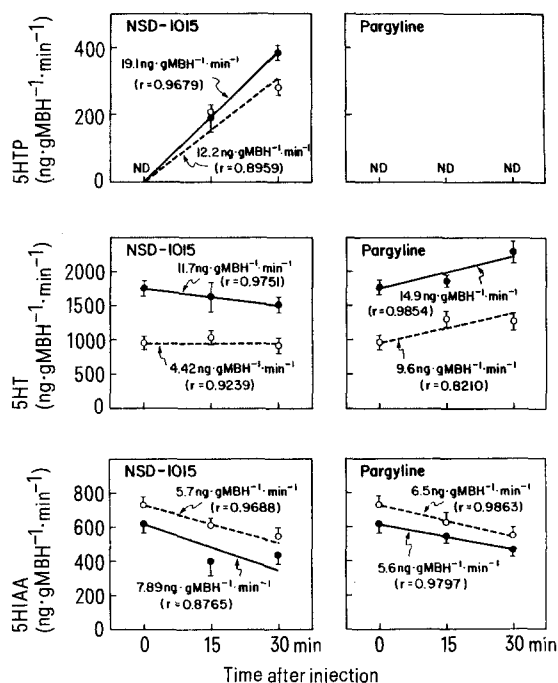 NSD-1015
Pargyline
5HTP
(ng·gMBH⁻¹·min⁻¹)
400
200
0
19.1ng·gMBH⁻¹·min⁻¹
(r=0.9679)
ND
12.2ng·gMBH⁻¹·min⁻¹
(r=0.8959)
ND
ND
ND
NSD-1015
Pargyline
5HT
(ng·gMBH⁻¹·min⁻¹)
2000
1500
1000
500
0
11.7ng·gMBH⁻¹·min⁻¹
(r=0.9751)
4.42ng·gMBH⁻¹·min⁻¹
(r=0.9239)
14.9ng·gMBH⁻¹·min⁻¹
(r=0.9854)
9.6ng·gMBH⁻¹·min⁻¹
(r=0.8210)
NSD-1015
Pargyline
5HIAA
(ng·gMBH⁻¹·min⁻¹)
800
600
400
200
0
5.7ng·gMBH⁻¹·min⁻¹
(r=0.9688)
7.89ng·gMBH⁻¹·min⁻¹
(r=0.8765)
6.5ng·gMBH⁻¹·min⁻¹
(r=0.9863)
5.6ng·gMBH⁻¹·min⁻¹
(r=0.9797)
0 15 30 min
0 15 30 min
Time after injection